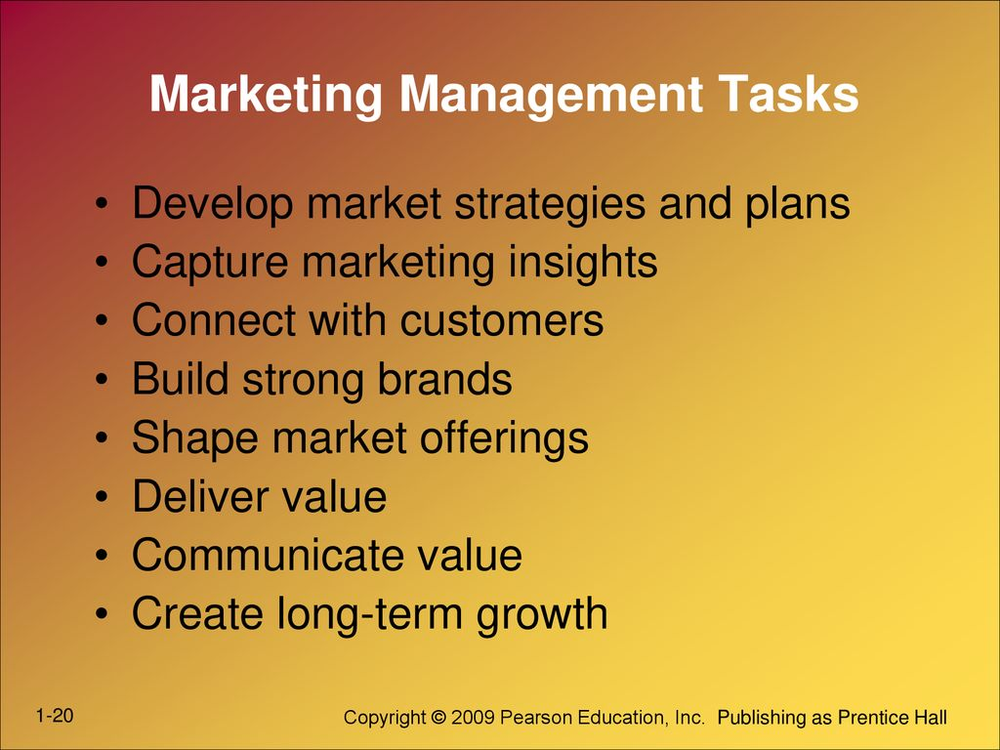 Marketing Management Tasks
• Develop market strategies and plans
• Capture marketing insights
• Connect with customers
• Build strong brands
• Shape market offerings
• Deliver value
• Communicate value
• Create long-term growth
1-20
Copyright © 2009 Pearson Education, Inc. Publishing as Prentice Hall